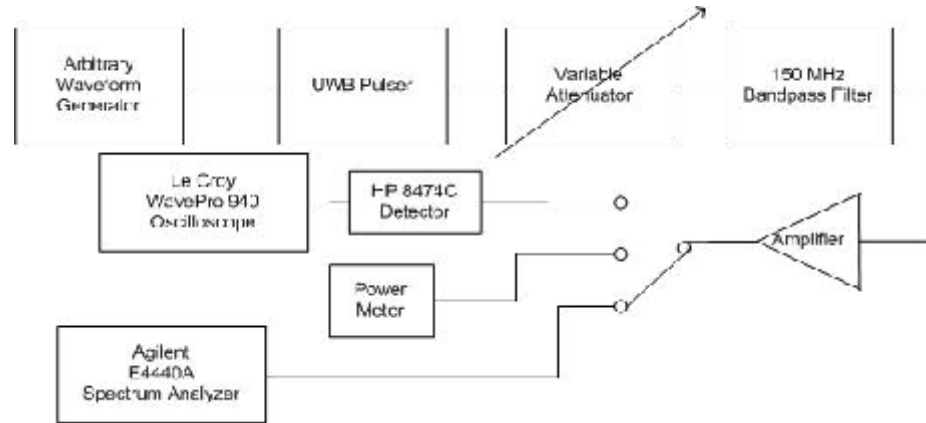 Arbitrary
Waveform
Generator
UWB Pulser
Variable
Attenuator
150 MHz
Bandpass Filter
Le Croy
WavePro 940
Oscilloscope
HP 8474C
Detector
Amplifier
Power
Meter
Agilent
E4440A
Spectrum Analyzer